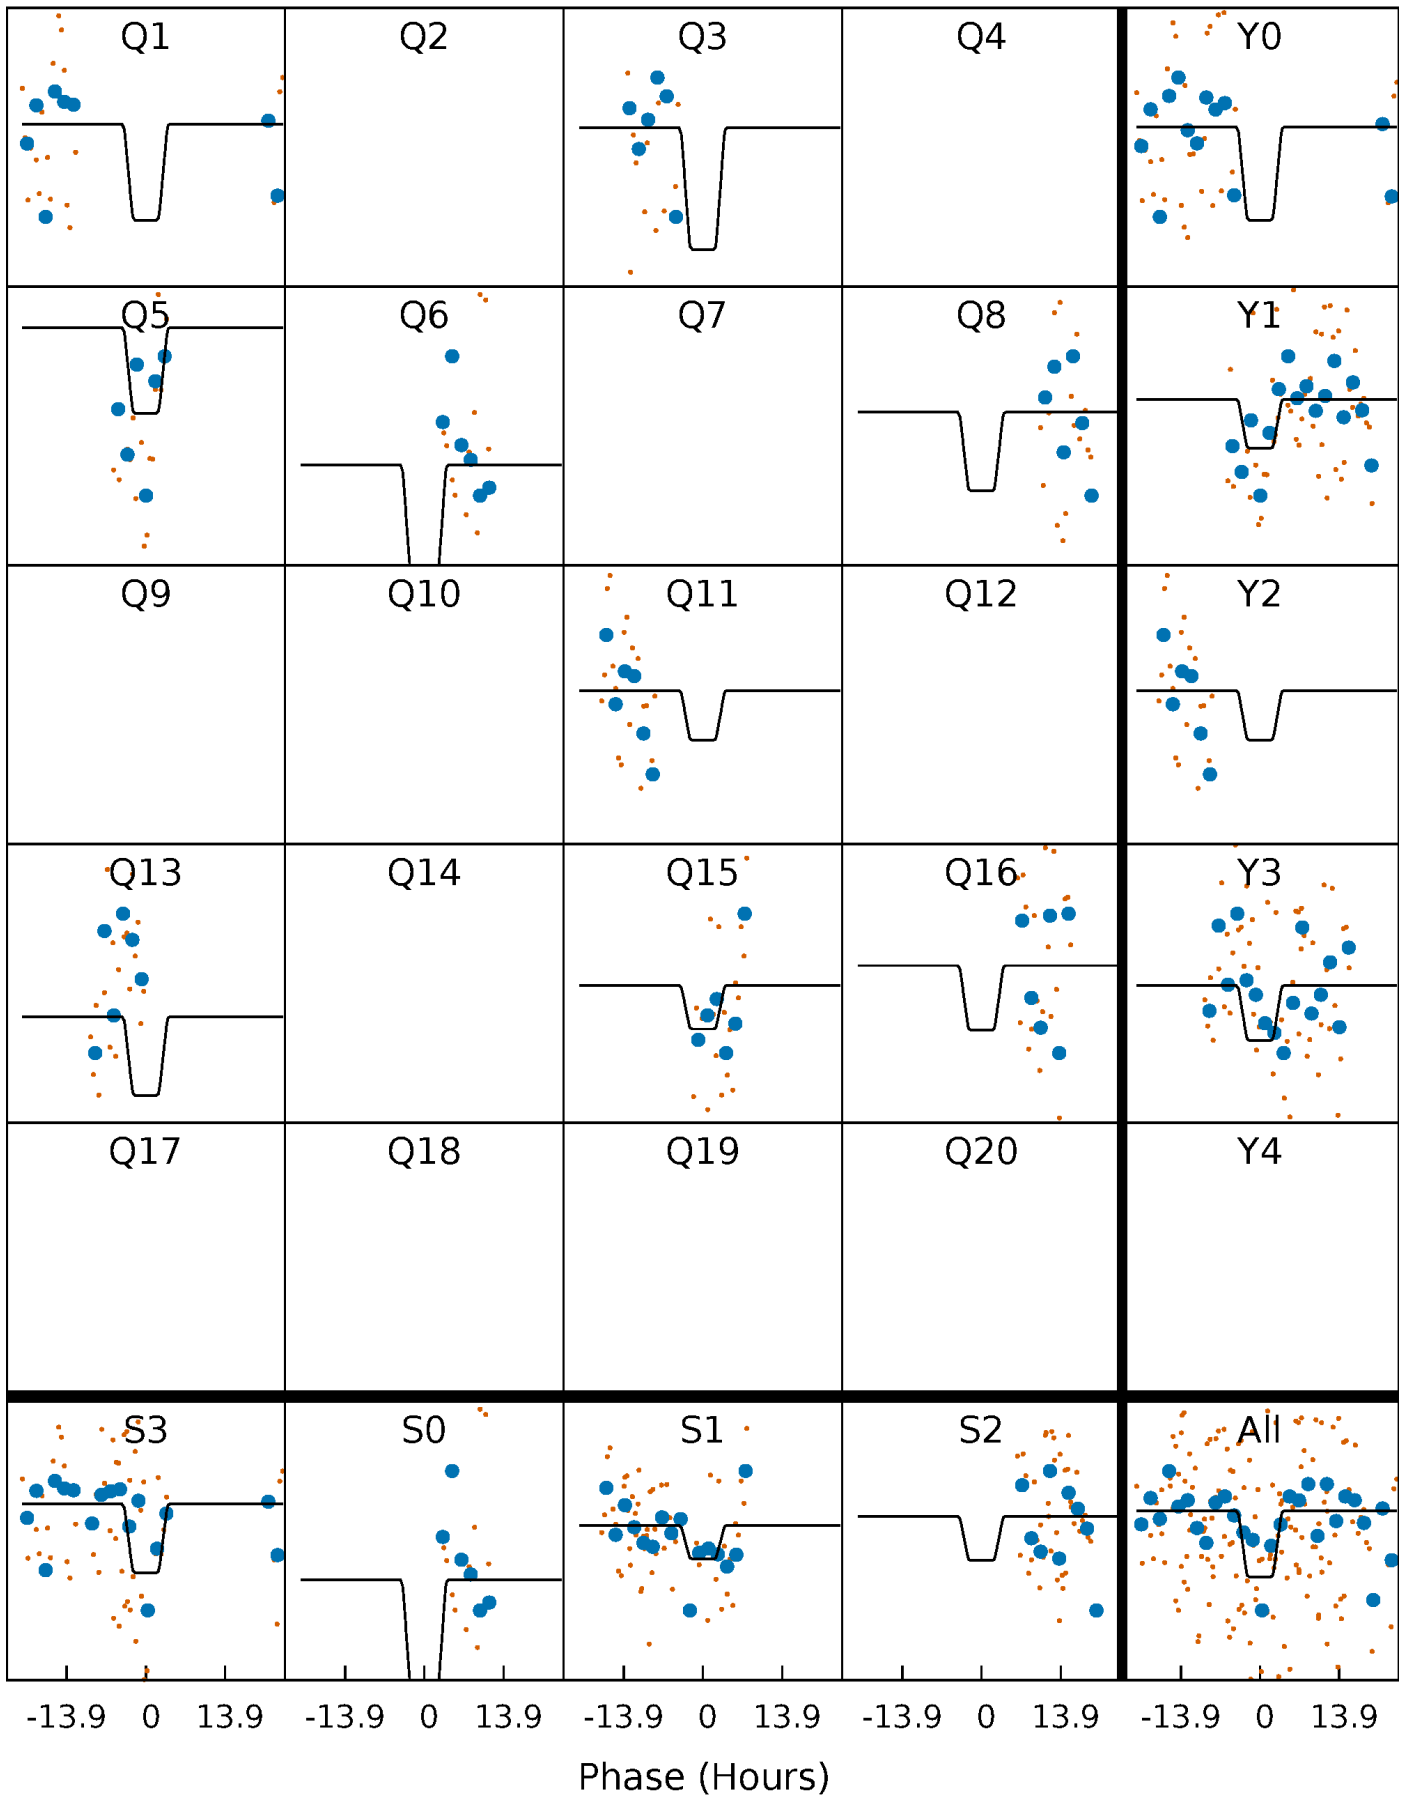 Q1 Q2 Q3 Q4 Y0
Q5 Q6 Q7 Q8 Y1
Q9 Q10 Q11 Q12 Y2
Q13 Q14 Q15 Q16 Y3
Q17 Q18 Q19 Q20 Y4
S3 S0 S1 S2 All
-13.9 0 13.9 -13.9 0 13.9 -13.9 0 13.9 -13.9 0 13.9 -13.9 0 13.9
Phase (Hours)